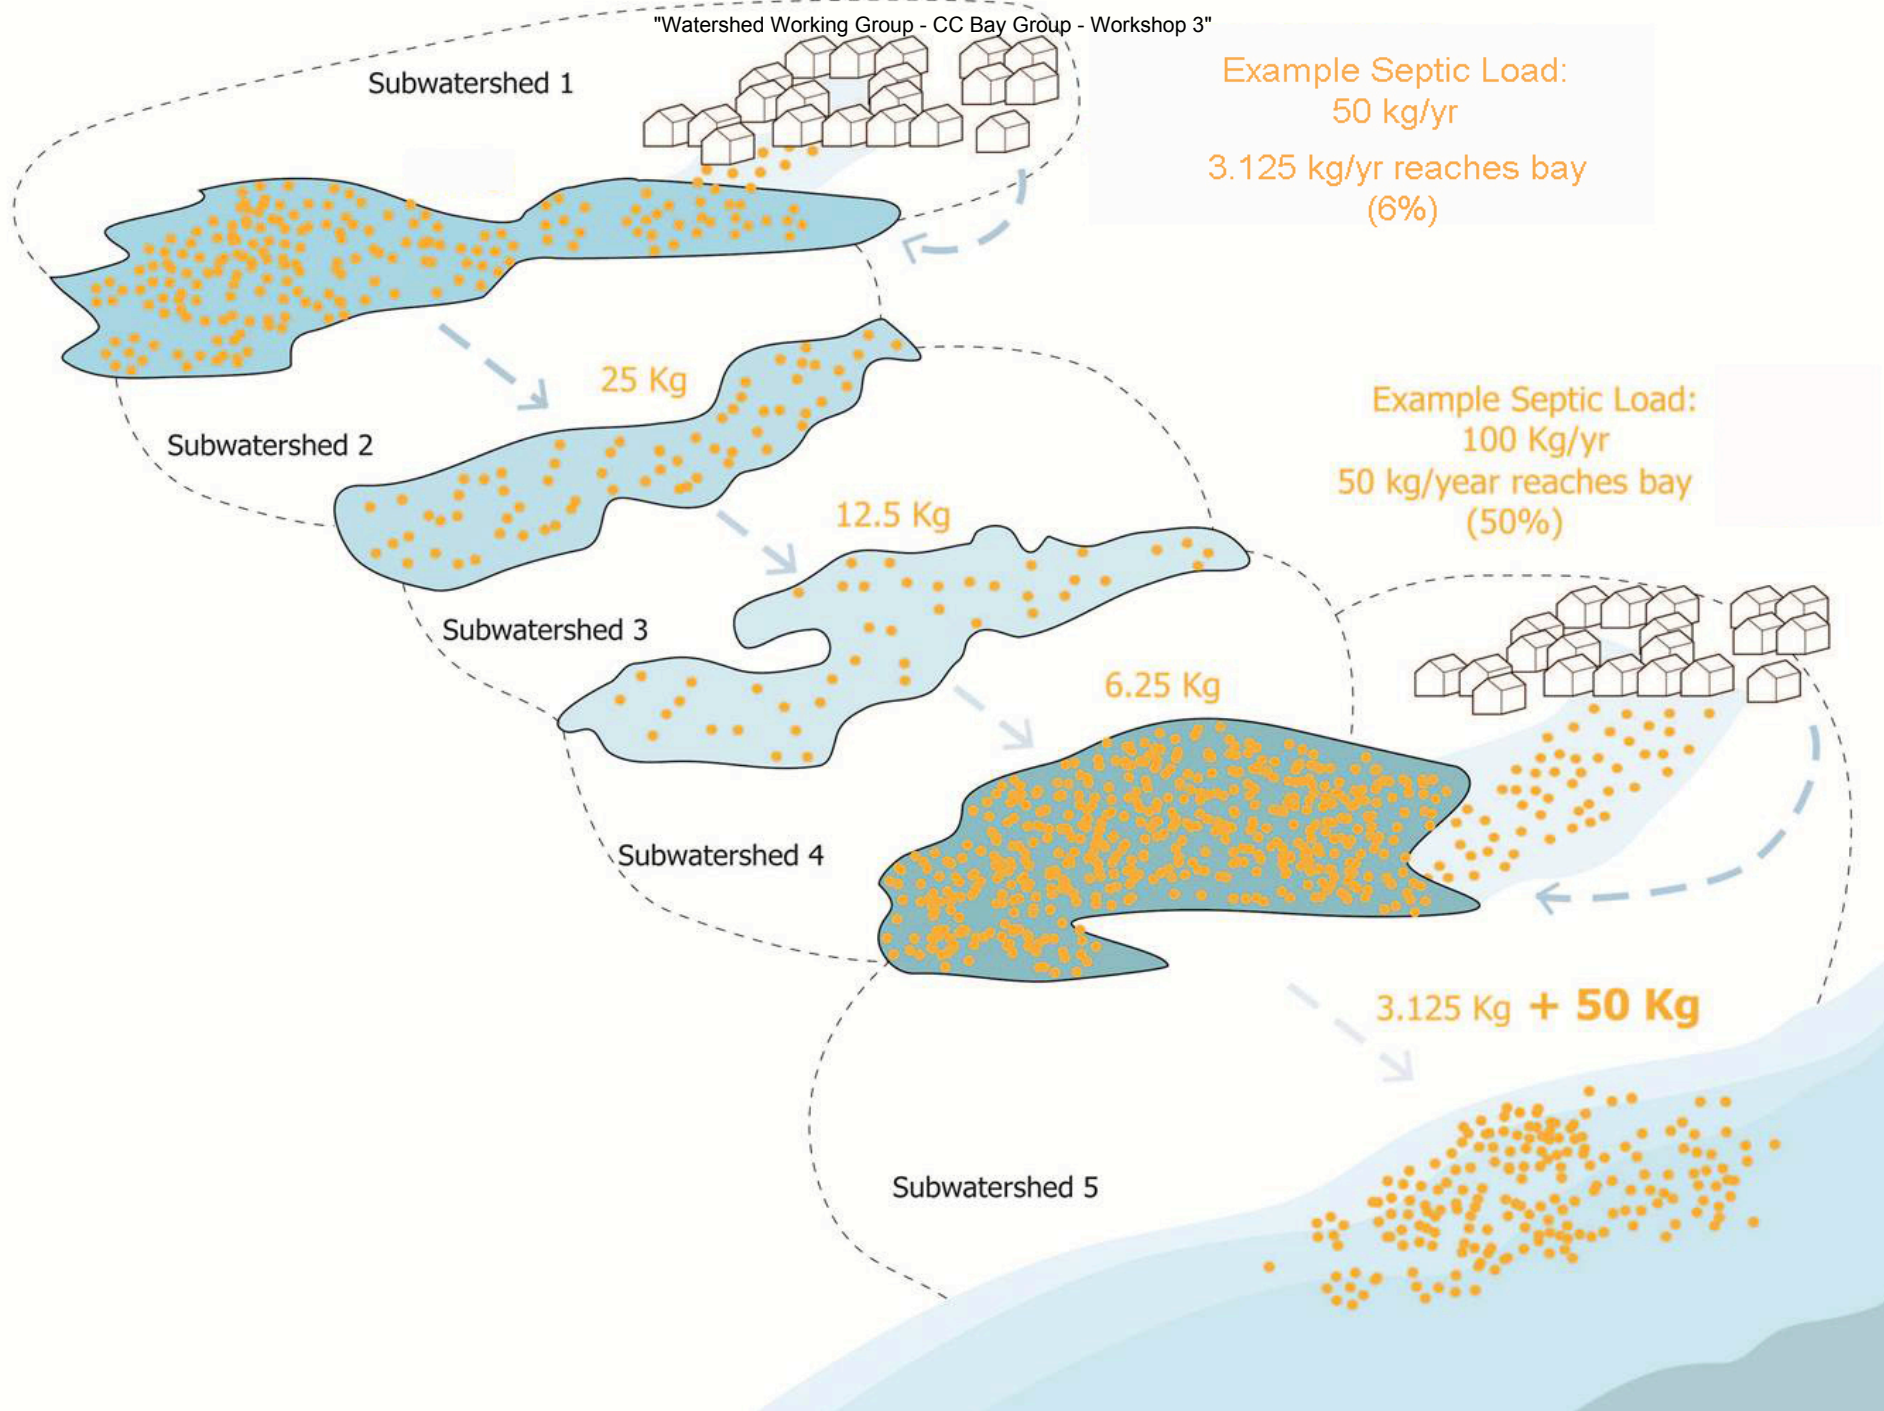 "Watershed Working Group - CC Bay Group - Workshop 3"
Subwatershed 1
Example Septic Load:
50 kg/yr
3.125 kg/yr reaches bay
(6%)
25 Kg
Subwatershed 2
Example Septic Load:
100 Kg/yr
50 kg/year reaches bay
(50%)
12.5 Kg
Subwatershed 3
6.25 Kg
Subwatershed 4
3.125 Kg + 50 Kg
Subwatershed 5